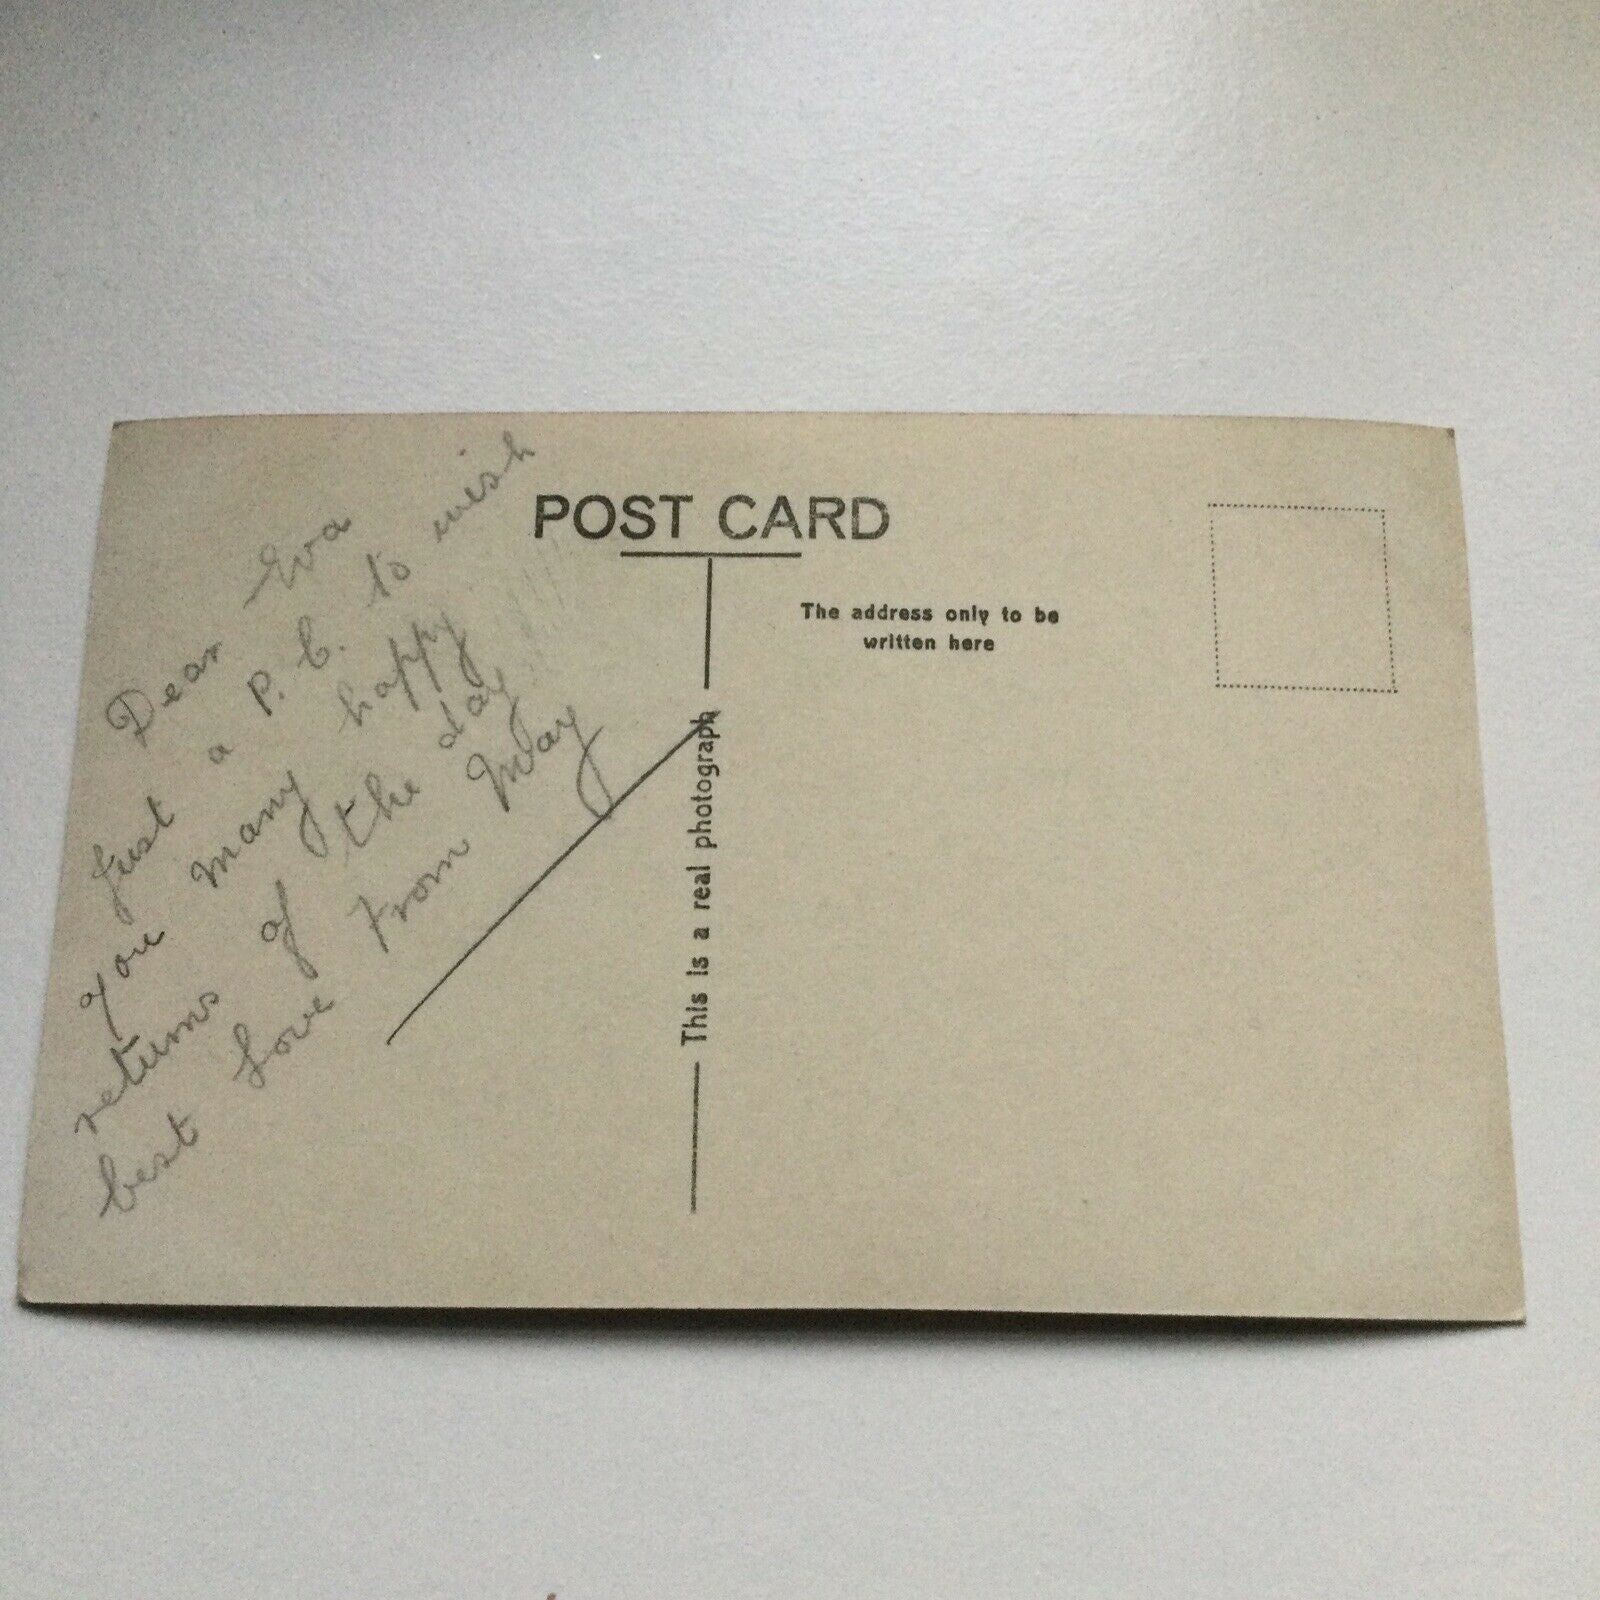 POST CARD
The address only to be
written here
This is a real photograph
Dear Eva
Just a P.C. to wish
you many happy
returns of the day
best Love from May